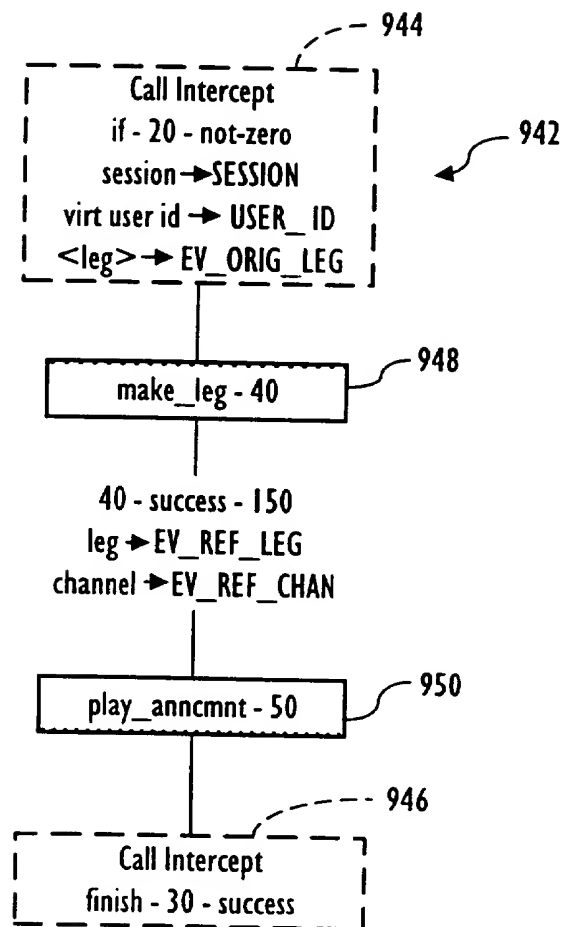 944
Call Intercept
if - 20 - not-zero
942
session → SESSION
virt user id → USER_ID
<leg> → EV_ORIG_LEG
948
make_leg - 40
40 - success - 150
leg → EV_REF_LEG
channel → EV_REF_CHAN
950
play_anncmnt - 50
946
Call Intercept
finish - 30 - success